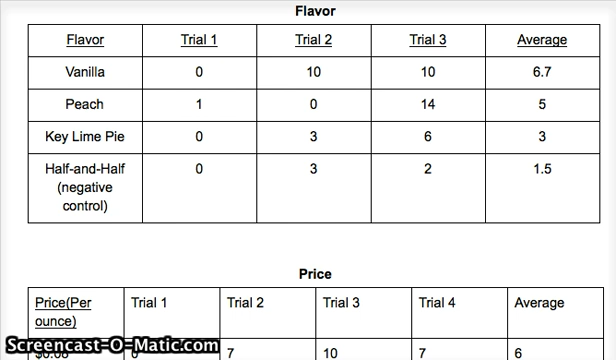 Flavor
Flavor Trial 1 Trial 2 Trial 3 Average
Vanilla 0 10 10 6.7
Peach 1 0 14 5
Key Lime Pie 0 3 6 3
Half-and-Half 0 3 2 1.5
(negative
control)
Price
Price(Per Trial 1 Trial 2 Trial 3 Trial 4 Average
ounce)
$0.08 0 7 10 7 6
Screencast-O-Matic.com